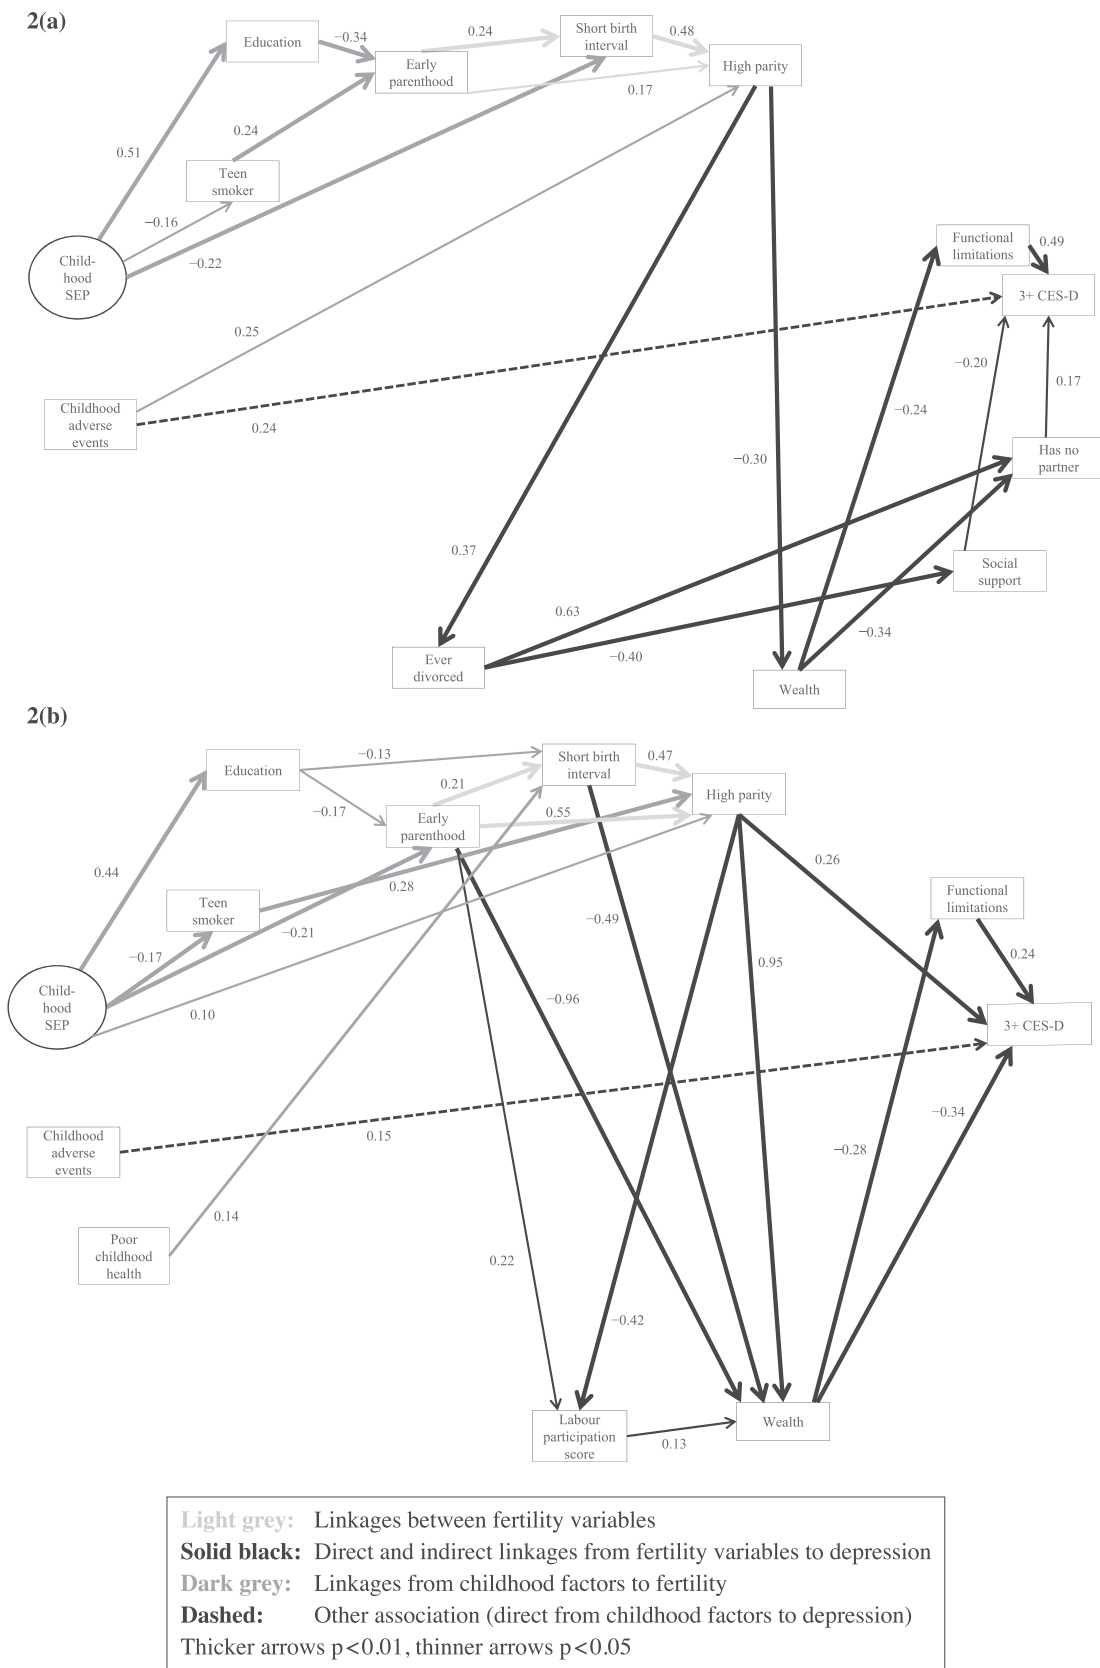 2(a)
Education
−0.34
0.24
Short birth
interval
0.48
Early
parenthood
High parity
0.17
0.51
0.24
Teen
smoker
−0.16
−0.22
Child-
hood
SEP
Functional
limitations
0.49
3+ CES-D
0.25
−0.20
0.17
Childhood
adverse
events
0.24
−0.24
−0.30
Has no
partner
0.37
Social
support
0.63
−0.40
−0.34
Ever
divorced
Wealth
2(b)
Education
−0.13
Short birth
interval
0.47
−0.17
0.21
High parity
Early
parenthood
0.55
0.44
0.28
0.26
Teen
smoker
−0.21
−0.49
Functional
limitations
−0.17
0.95
0.24
Child-
hood
SEP
0.10
−0.96
3+ CES-D
Childhood
adverse
events
0.15
−0.34
−0.28
0.14
Poor
childhood
health
0.22
−0.42
Labour
participation
score
0.13
Wealth
Light grey: Linkages between fertility variables
Solid black: Direct and indirect linkages from fertility variables to depression
Dark grey: Linkages from childhood factors to fertility
Dashed: Other association (direct from childhood factors to depression)
Thicker arrows p<0.01, thinner arrows p<0.05